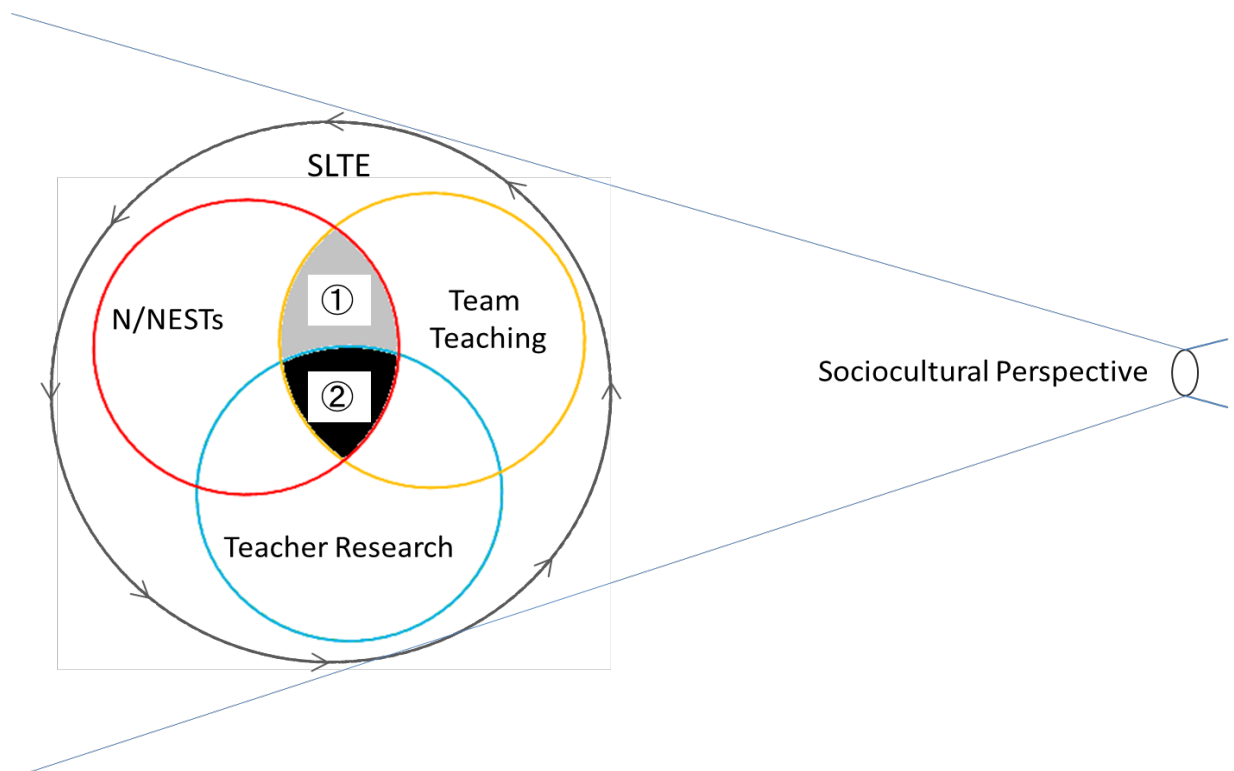 SLTE
N/NESTs
①
Team
Teaching
②
Sociocultural Perspective
Teacher Research